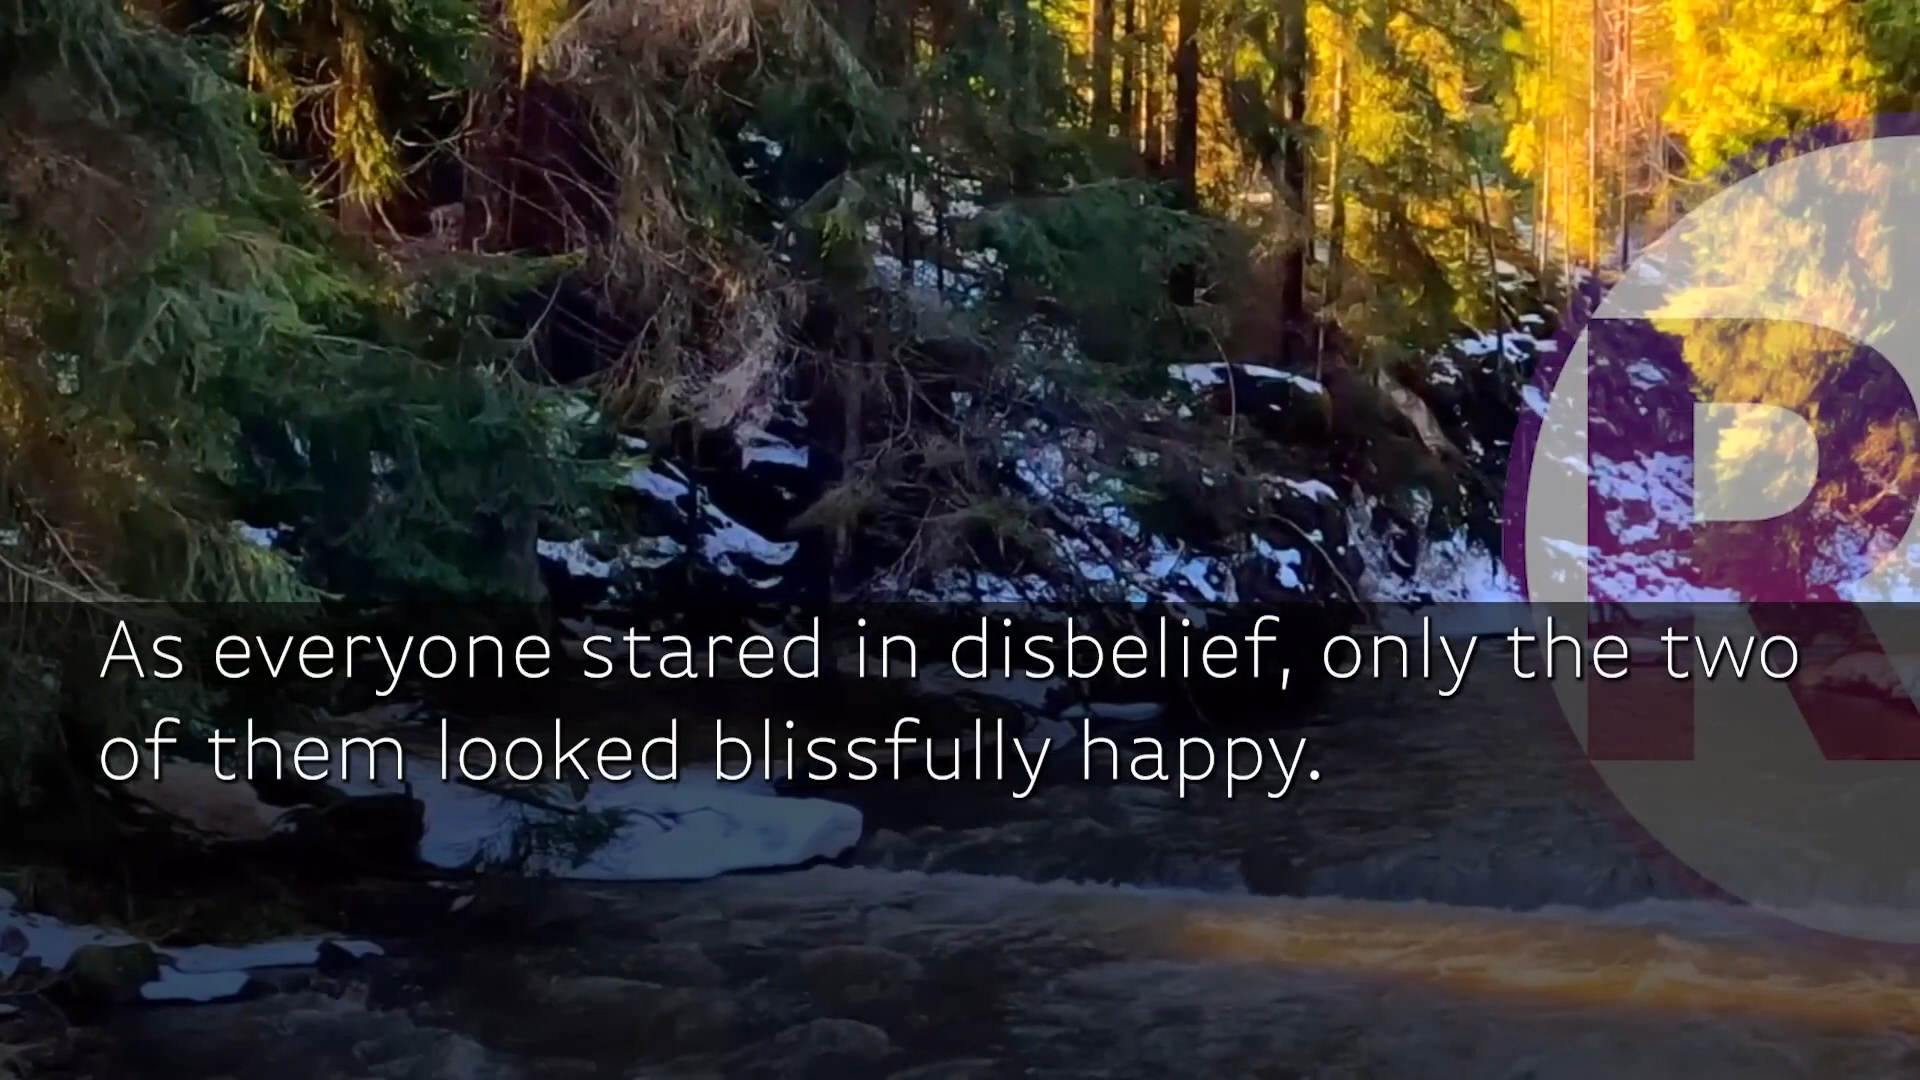 R
As everyone stared in disbelief, only the two
of them looked blissfully happy.